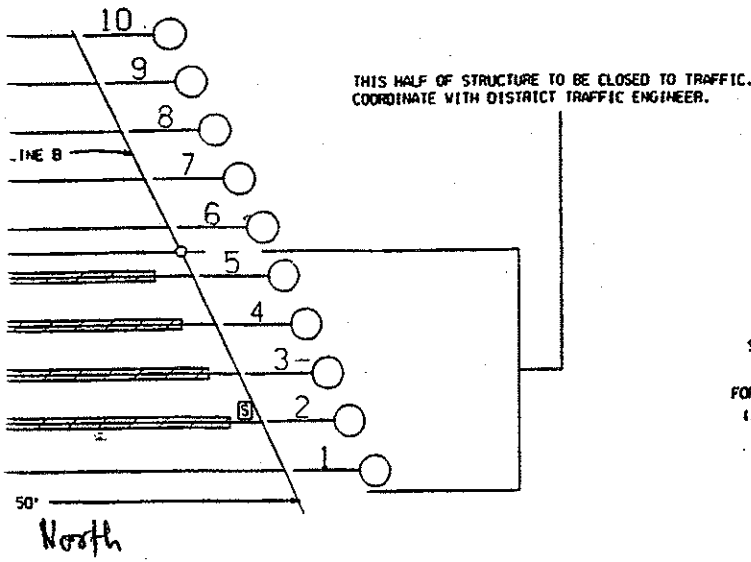 10
9
THIS HALF OF STRUCTURE TO BE CLOSED TO TRAFFIC.
COORDINATE WITH DISTRICT TRAFFIC ENGINEER.
8
INE B
7
6
5
4
3
S 2
1
50'
North